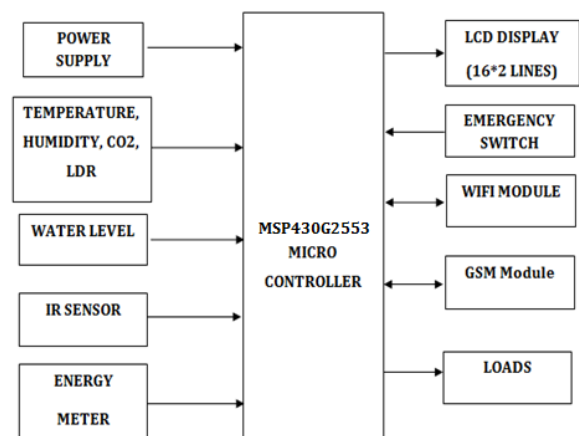 POWER
SUPPLY
TEMPERATURE,
HUMIDITY, CO2,
LDR
WATER LEVEL
IR SENSOR
ENERGY
METER
MSP430G2553
MICRO
CONTROLLER
LCD DISPLAY
(16*2 LINES)
EMERGENCY
SWITCH
WIFI MODULE
GSM Module
LOADS